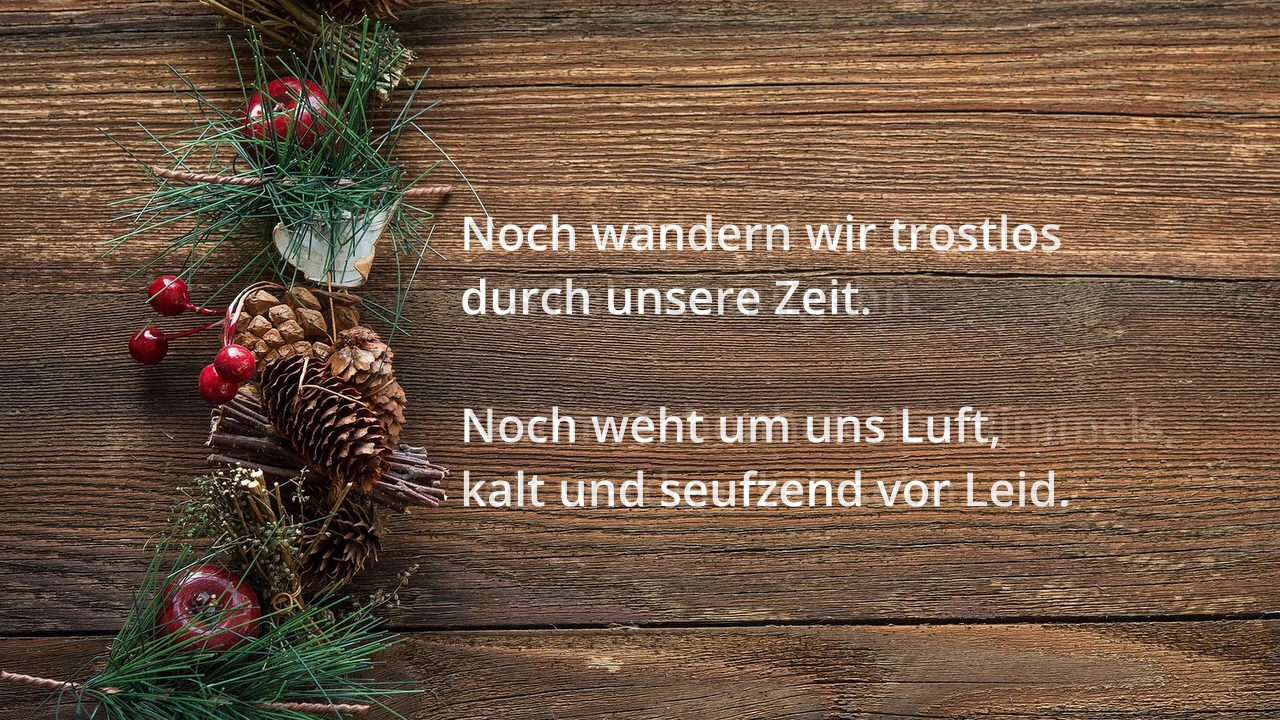 Noch wandern wir trostlos
durch unsere Zeit.
Noch weht um uns Luft,
kalt und seufzend vor Leid.